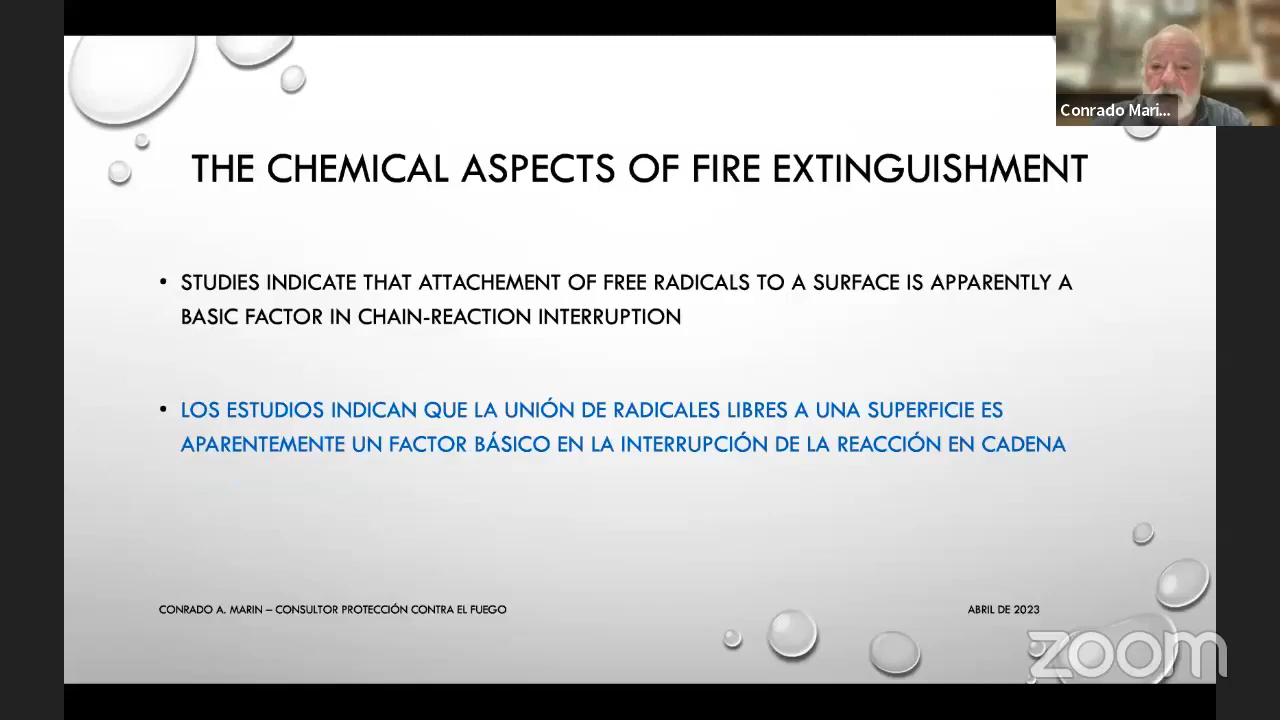 Conrado Mari...
THE CHEMICAL ASPECTS OF FIRE EXTINGUISHMENT
• STUDIES INDICATE THAT ATTACHEMENT OF FREE RADICALS TO A SURFACE IS APPARENTLY A
BASIC FACTOR IN CHAIN-REACTION INTERRUPTION
• LOS ESTUDIOS INDICAN QUE LA UNIÓN DE RADICALES LIBRES A UNA SUPERFICIE ES
APARENTEMENTE UN FACTOR BÁSICO EN LA INTERRUPCIÓN DE LA REACCIÓN EN CADENA
CONRADO A. MARIN – CONSULTOR PROTECCIÓN CONTRA EL FUEGO
ABRIL DE 2023
zoom